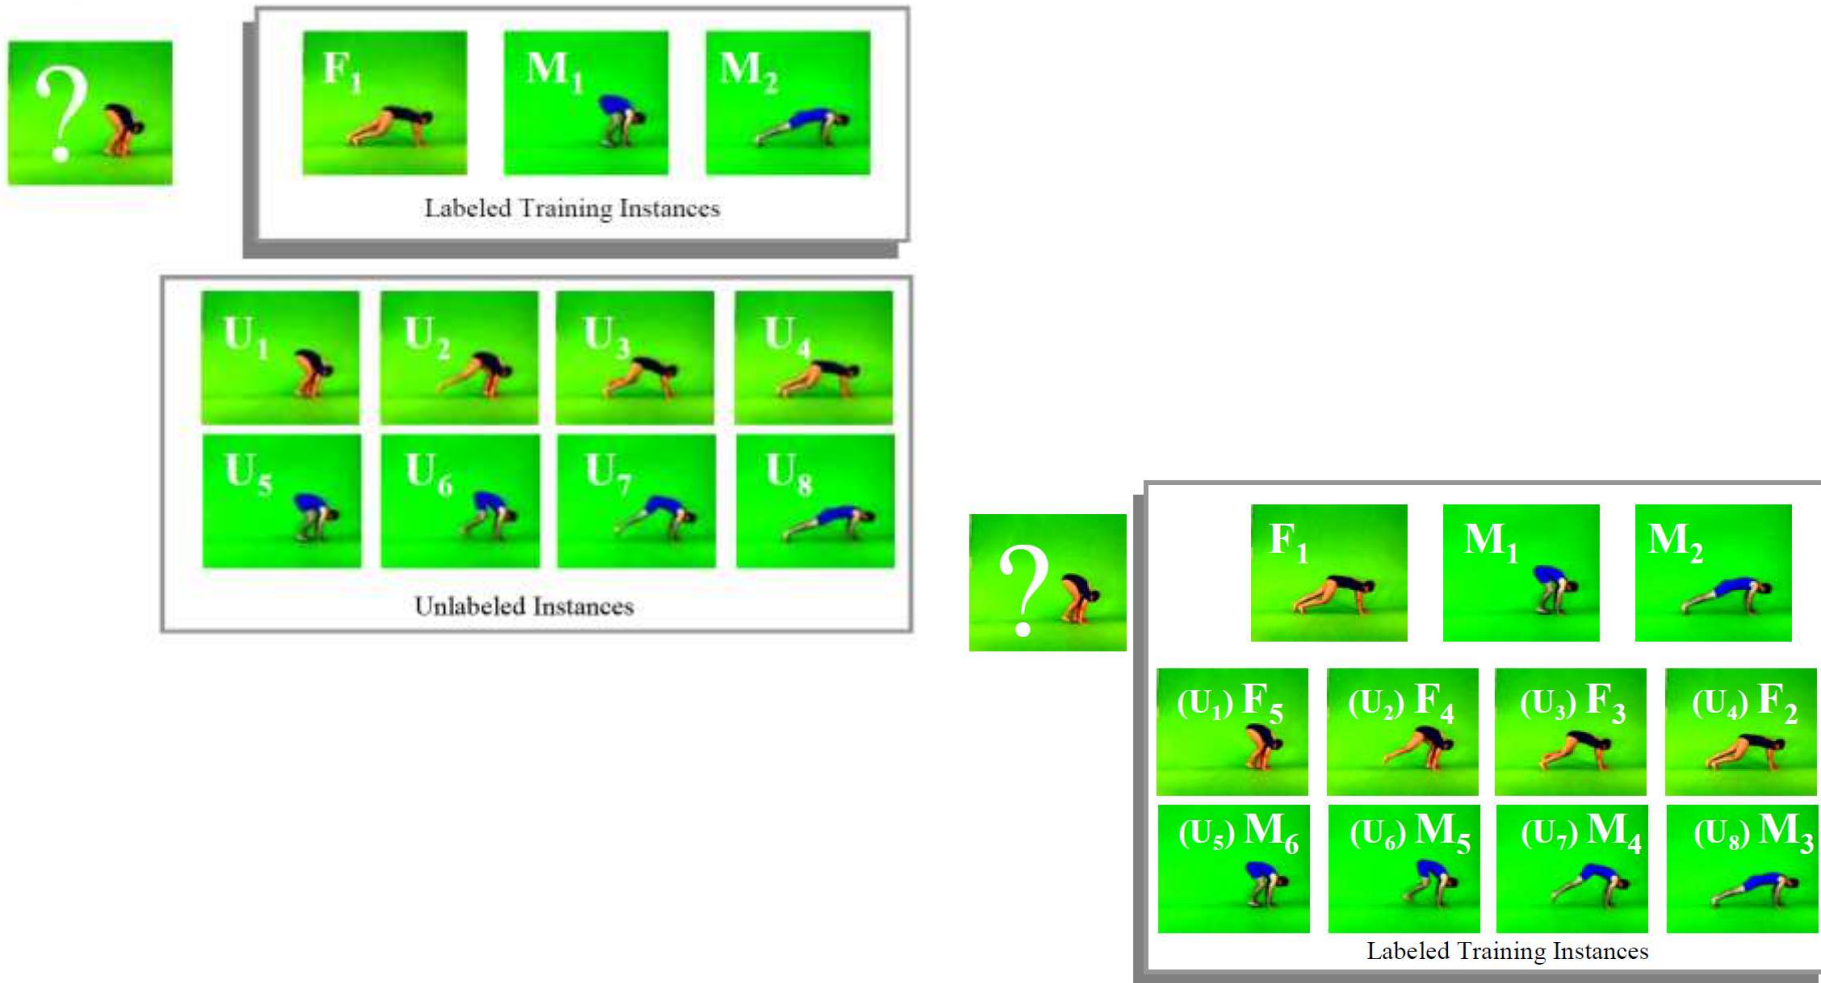 ?
F₁ M₁ M₂
Labeled Training Instances
U₁ U₂ U₃ U₄
U₅ U₆ U₇ U₈
Unlabeled Instances
?
F₁ M₁ M₂
(U₁) F₅ (U₂) F₄ (U₃) F₃ (U₄) F₂
(U₅) M₆ (U₆) M₅ (U₇) M₄ (U₈) M₃
Labeled Training Instances